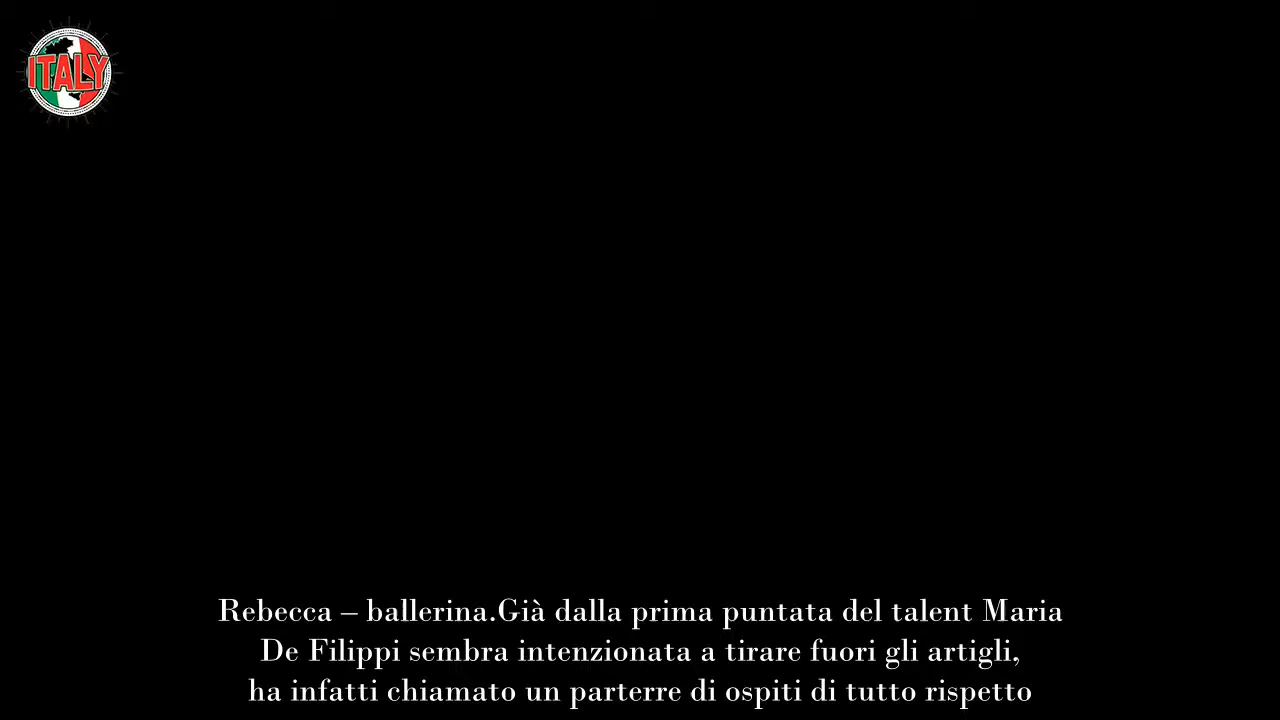 ITALY
Rebecca – ballerina.Già dalla prima puntata del talent Maria
De Filippi sembra intenzionata a tirare fuori gli artigli,
ha infatti chiamato un parterre di ospiti di tutto rispetto